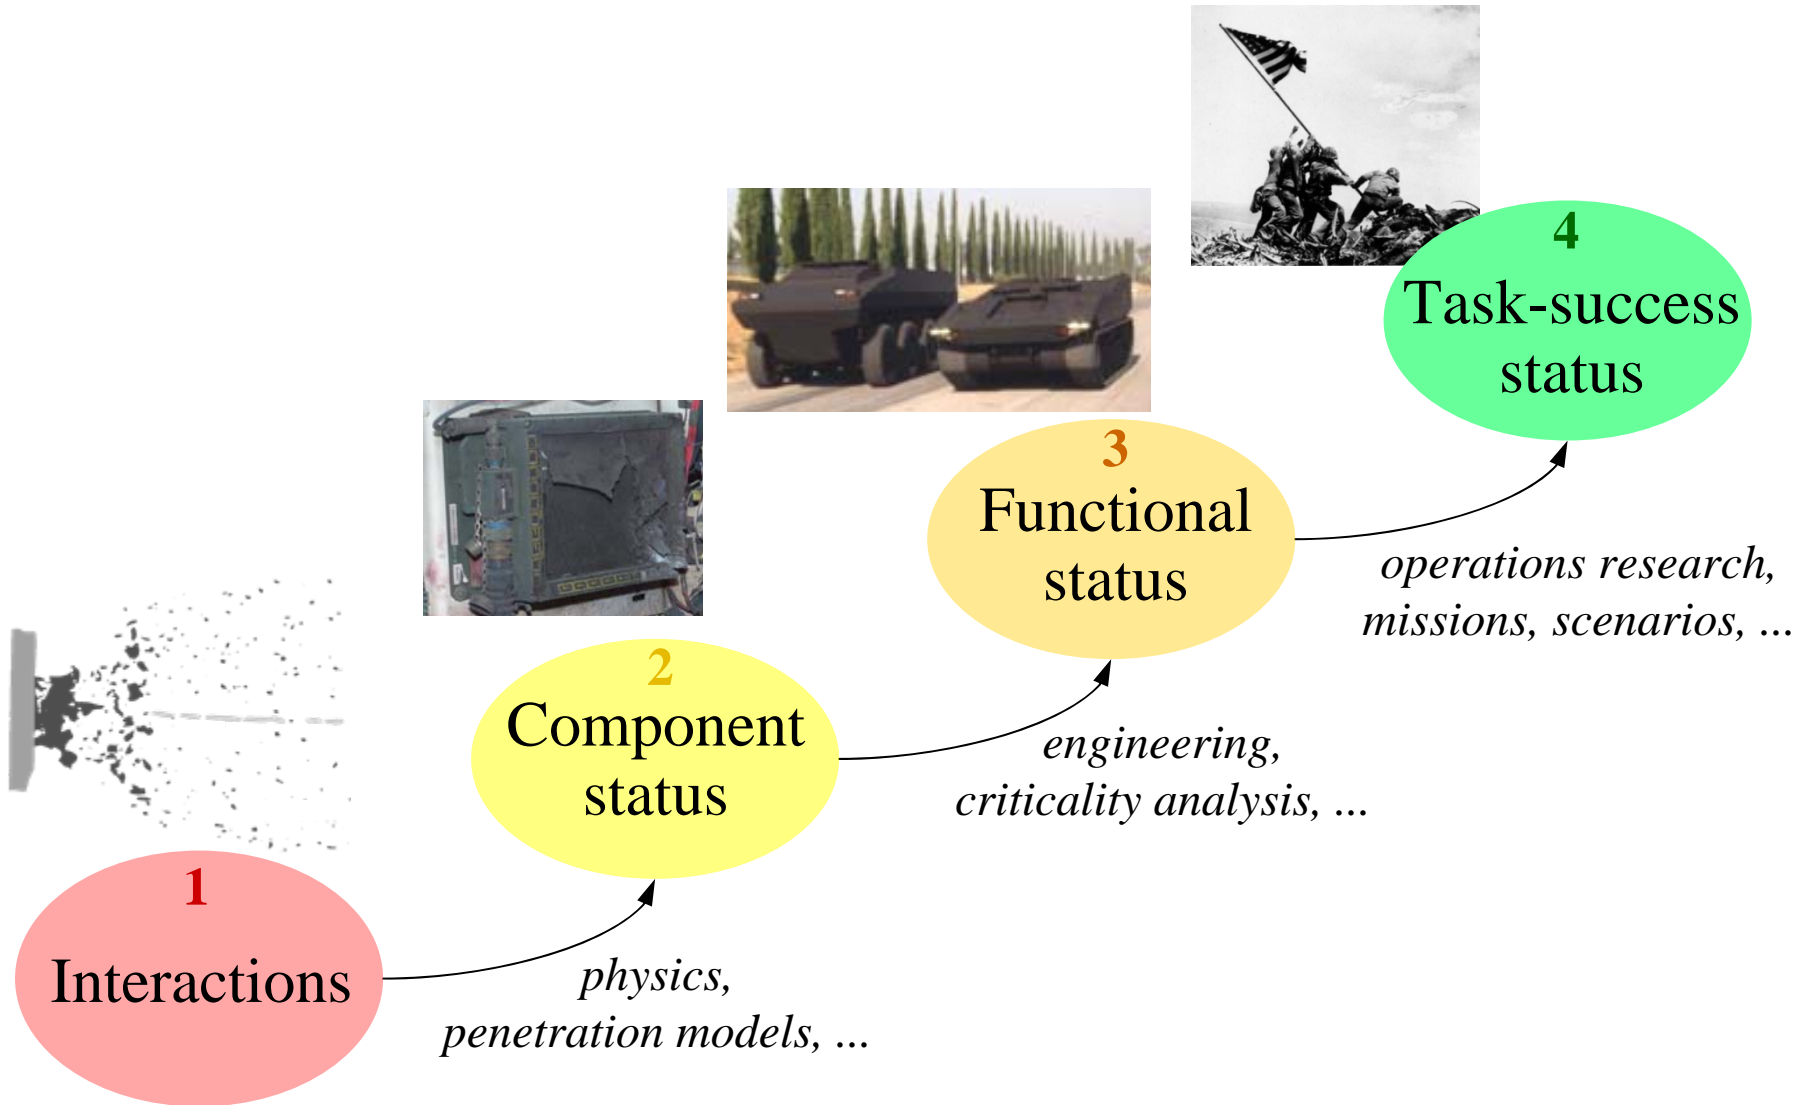 1
Interactions
physics,
penetration models, ...
2
Component
status
engineering,
criticality analysis, ...
3
Functional
status
operations research,
missions, scenarios, ...
4
Task-success
status